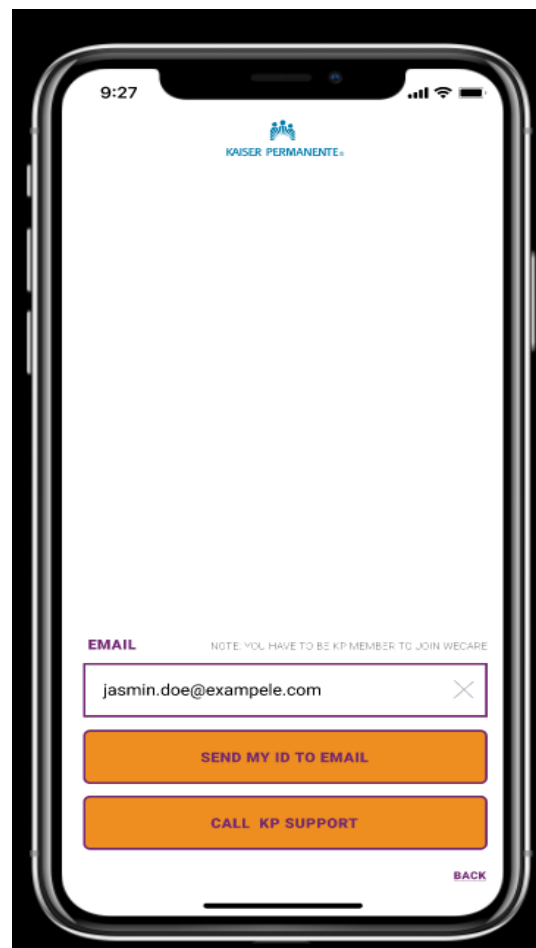 9:27
KAISER PERMANENTE®
EMAIL NOTE: YOU HAVE TO BE KP MEMBER TO JOIN WECARE
jasmin.doe@exampele.com
SEND MY ID TO EMAIL
CALL KP SUPPORT
BACK